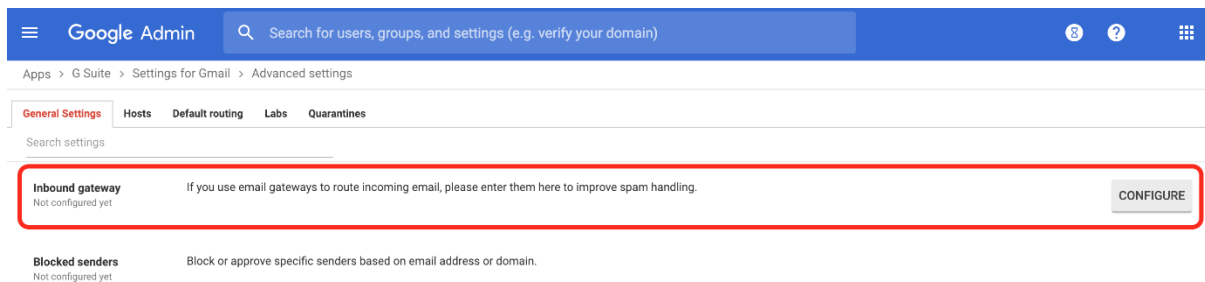 Google Admin
Search for users, groups, and settings (e.g. verify your domain)
Apps > G Suite > Settings for Gmail > Advanced settings
General Settings Hosts Default routing Labs Quarantines
Search settings
Inbound gateway If you use email gateways to route incoming email, please enter them here to improve spam handling.
Not configured yet
CONFIGURE
Blocked senders Block or approve specific senders based on email address or domain.
Not configured yet